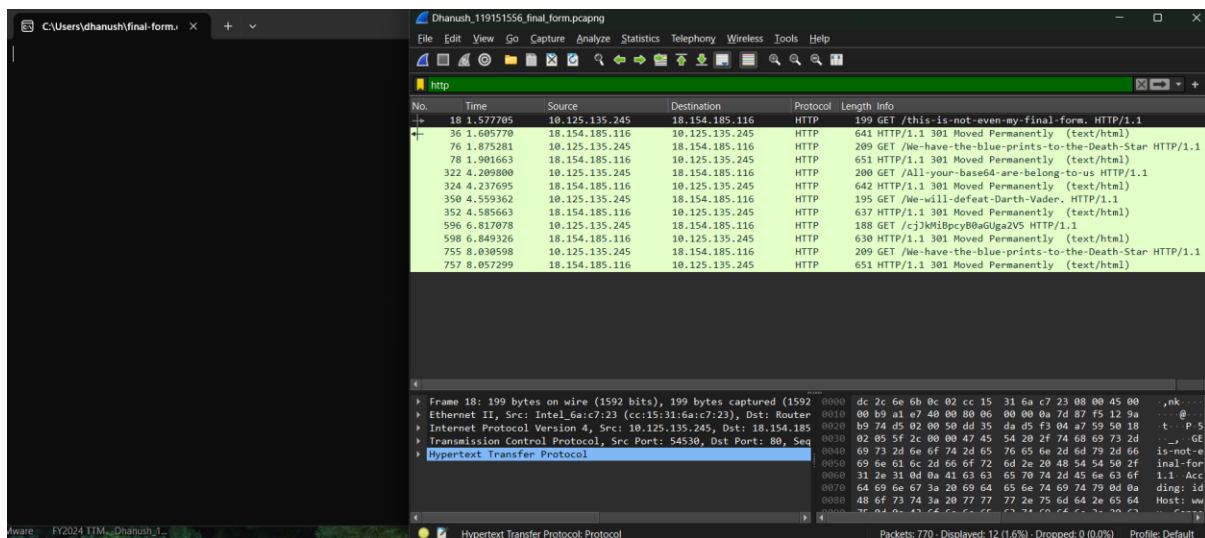 C:\Users\dhanush\final-form.
Dhanush_119151556_final_form.pcapng
File Edit View Go Capture Analyze Statistics Telephony Wireless Tools Help
http
No. Time Source Destination Protocol Length Info
18 1.577705 10.125.135.245 18.154.185.116 HTTP 199 GET /this-is-not-even-my-final-form. HTTP/1.1
36 1.605770 18.154.185.116 10.125.135.245 HTTP 641 HTTP/1.1 301 Moved Permanently (text/html)
76 1.875281 10.125.135.245 18.154.185.116 HTTP 209 GET /We-have-the-blue-prints-to-the-Death-Star HTTP/1.1
78 1.901663 18.154.185.116 10.125.135.245 HTTP 651 HTTP/1.1 301 Moved Permanently (text/html)
322 4.209800 10.125.135.245 18.154.185.116 HTTP 200 GET /All-your-base64-are-belong-to-us HTTP/1.1
324 4.237695 18.154.185.116 10.125.135.245 HTTP 642 HTTP/1.1 301 Moved Permanently (text/html)
350 4.559362 10.125.135.245 18.154.185.116 HTTP 195 GET /We-will-defeat-Darth-Vader. HTTP/1.1
352 4.585663 18.154.185.116 10.125.135.245 HTTP 637 HTTP/1.1 301 Moved Permanently (text/html)
596 6.817078 10.125.135.245 18.154.185.116 HTTP 188 GET /cjJkMiBpcyB0aGUga2V5 HTTP/1.1
598 6.849326 18.154.185.116 10.125.135.245 HTTP 630 HTTP/1.1 301 Moved Permanently (text/html)
755 8.030598 10.125.135.245 18.154.185.116 HTTP 209 GET /We-have-the-blue-prints-to-the-Death-Star HTTP/1.1
757 8.057299 18.154.185.116 10.125.135.245 HTTP 651 HTTP/1.1 301 Moved Permanently (text/html)
Frame 18: 199 bytes on wire (1592 bits), 199 bytes captured (1592
Ethernet II, Src: Intel_6a:c7:23 (cc:15:31:6a:c7:23), Dst: Router
Internet Protocol Version 4, Src: 10.125.135.245, Dst: 18.154.185
Transmission Control Protocol, Src Port: 54530, Dst Port: 80, Seq
Hypertext Transfer Protocol
0000 dc 2c 6e 6b 0c 02 cc 15 31 6a c7 23 08 00 45 00 ·,nk····
0010 00 b9 a1 e7 40 00 80 06 00 00 0a 7d 87 f5 12 9a ····@···
0020 b9 74 d5 02 00 50 dd 35 da d5 f3 04 a7 59 50 18 ·t···P·5
0030 02 05 5f 2c 00 00 47 45 54 20 2f 74 68 69 73 2d ··_,··GE
0040 69 73 2d 6e 6f 74 2d 65 76 65 6e 2d 6d 79 2d 66 is-not-e
0050 69 6e 61 6c 2d 66 6f 72 6d 2e 20 48 54 54 50 2f inal-for
0060 31 2e 31 0d 0a 41 63 63 65 70 74 2d 45 6e 63 6f 1.1··Acc
0070 64 69 6e 67 3a 20 69 64 65 6e 74 69 74 79 0d 0a ding: id
0080 48 6f 73 74 3a 20 77 77 77 2e 75 6d 64 2e 65 64 Host: ww
Mware FY2024 TTM... Dhanush_1...
Hypertext Transfer Protocol: Protocol Packets: 770 · Displayed: 12 (1.6%) · Dropped: 0 (0.0%) Profile: Default